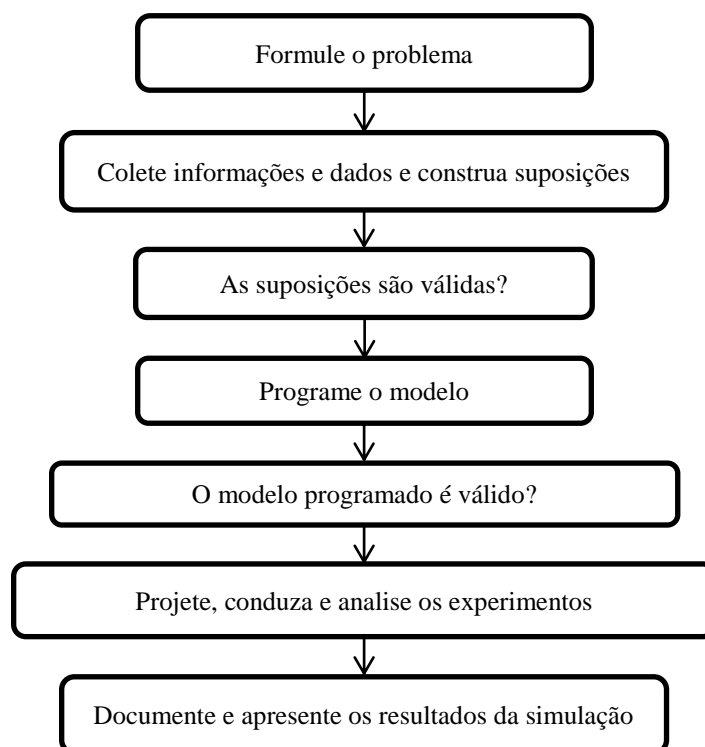 Formule o problema
Colete informações e dados e construa suposições
As suposições são válidas?
Programe o modelo
O modelo programado é válido?
Projete, conduza e analise os experimentos
Documente e apresente os resultados da simulação